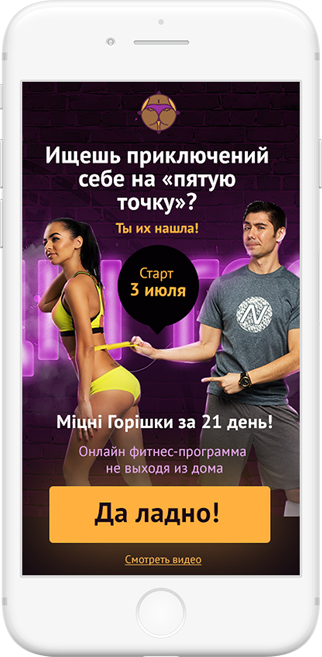 Ищешь приключений
себе на «пятую
точку»?
Ты их нашла!
Старт
3 июля
Міцні Горішки за 21 день!
Онлайн фитнес-программа
не выходя из дома
Да ладно!
Смотреть видео